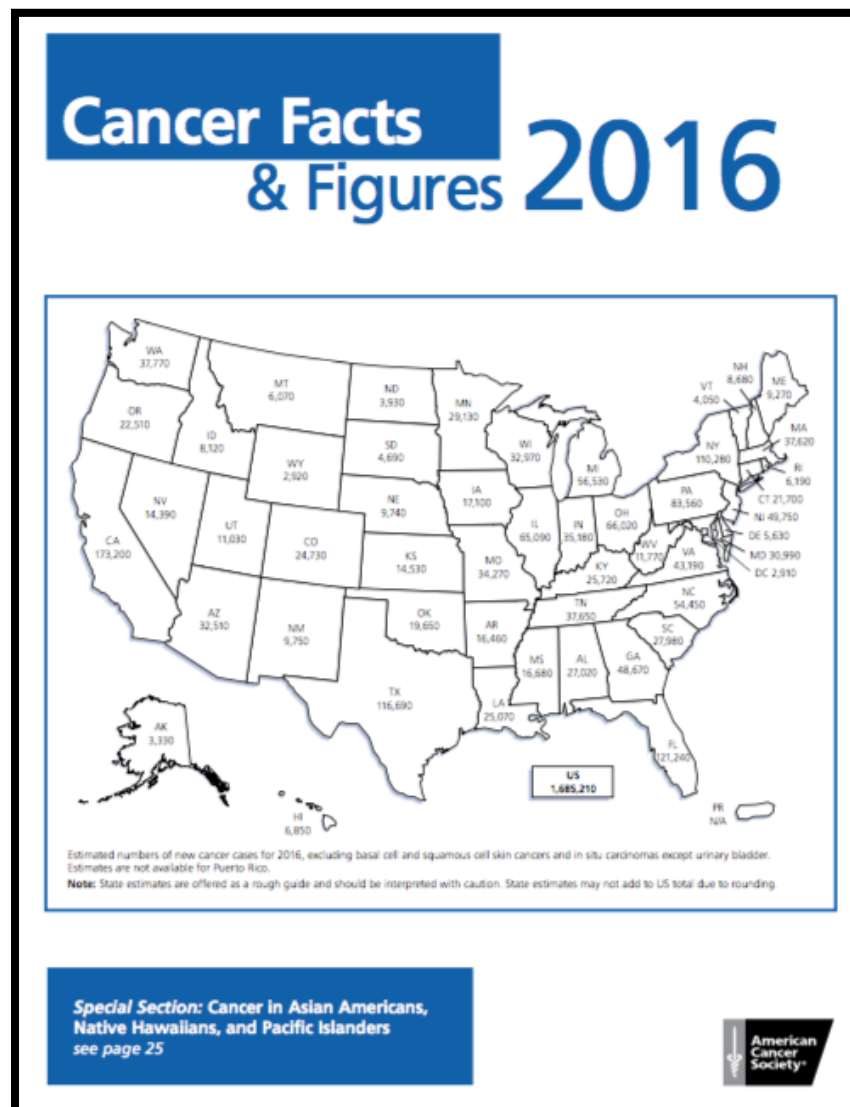 Cancer Facts
& Figures 2016
WA
37,770
MT
6,070
ND
3,930
MN
29,130
OR
22,510
ID
8,120
WY
2,920
SD
4,690
WI
32,970
MI
56,530
NY
110,280
VT
4,050
NH
8,680
ME
9,270
MA
37,620
RI
6,190
CT 21,700
NJ 49,750
DE 5,630
MD 30,990
DC 2,910
NV
14,390
UT
11,030
CA
173,200
CO
24,730
NE
9,740
IA
17,100
KS
14,530
MO
34,270
IL
65,090
IN
35,180
OH
66,020
PA
83,560
WV
11,770
VA
43,190
KY
25,720
NC
54,450
TN
37,650
SC
27,980
AZ
32,510
NM
9,750
OK
19,650
AR
16,460
MS
16,680
AL
27,020
GA
48,670
TX
116,690
LA
25,070
FL
121,240
AK
3,330
HI
6,850
US
1,685,210
PR
N/A
Estimated numbers of new cancer cases for 2016, excluding basal cell and squamous cell skin cancers and in situ carcinomas except urinary bladder.
Estimates are not available for Puerto Rico.
Note: State estimates are offered as a rough guide and should be interpreted with caution. State estimates may not add to US total due to rounding.
Special Section: Cancer in Asian Americans,
Native Hawaiians, and Pacific Islanders
see page 25
American
Cancer
Society®